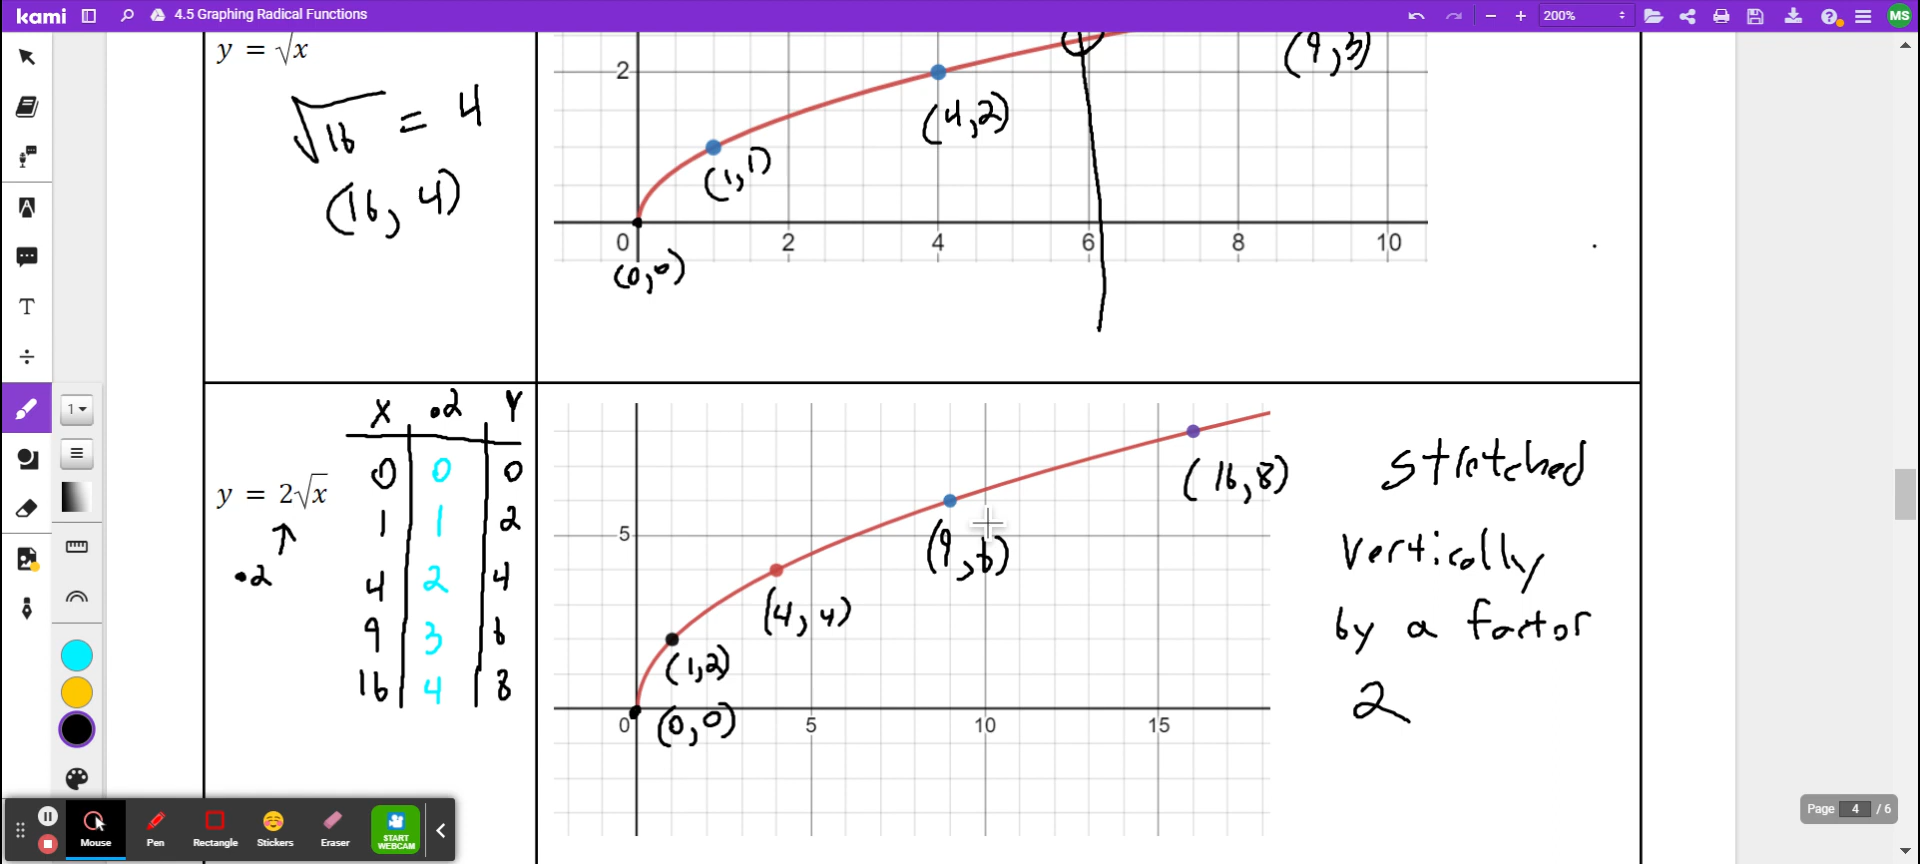 kami 4.5 Graphing Radical Functions 200% MS
y = √x
√16 = 4
(16, 4)
2
(1,1)
(4,2)
(9,3)
0 2 4 6 8 10
(0,0)
X ·2 Y
0 0 0
1 1 2
4 2 4
9 3 6
16 4 8
y = 2√x
·2
5
(16,8)
(9,6)
(4,4)
(1,2)
(0,0)
0 5 10 15
stretched
vertically
by a factor
2
1
T
Page 4 / 6
Mouse Pen Rectangle Stickers Eraser START WEBCAM